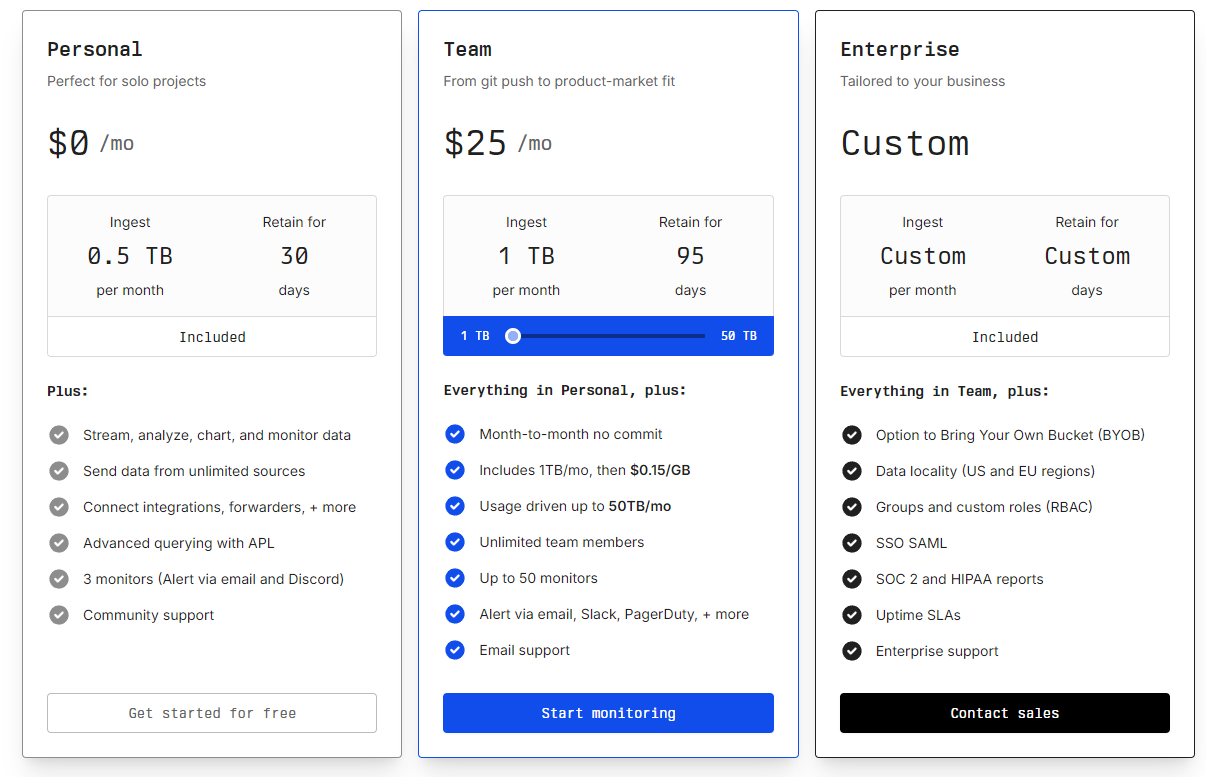 Personal
Perfect for solo projects
$0 /mo
Ingest
0.5 TB
per month
Retain for
30
days
Included
Plus:
Stream, analyze, chart, and monitor data
Send data from unlimited sources
Connect integrations, forwarders, + more
Advanced querying with APL
3 monitors (Alert via email and Discord)
Community support
Get started for free
Team
From git push to product-market fit
$25 /mo
Ingest
1 TB
per month
Retain for
95
days
1 TB
50 TB
Everything in Personal, plus:
Month-to-month no commit
Includes 1TB/mo, then $0.15/GB
Usage driven up to 50TB/mo
Unlimited team members
Up to 50 monitors
Alert via email, Slack, PagerDuty, + more
Email support
Start monitoring
Enterprise
Tailored to your business
Custom
Ingest
Custom
per month
Retain for
Custom
days
Included
Everything in Team, plus:
Option to Bring Your Own Bucket (BYOB)
Data locality (US and EU regions)
Groups and custom roles (RBAC)
SSO SAML
SOC 2 and HIPAA reports
Uptime SLAs
Enterprise support
Contact sales